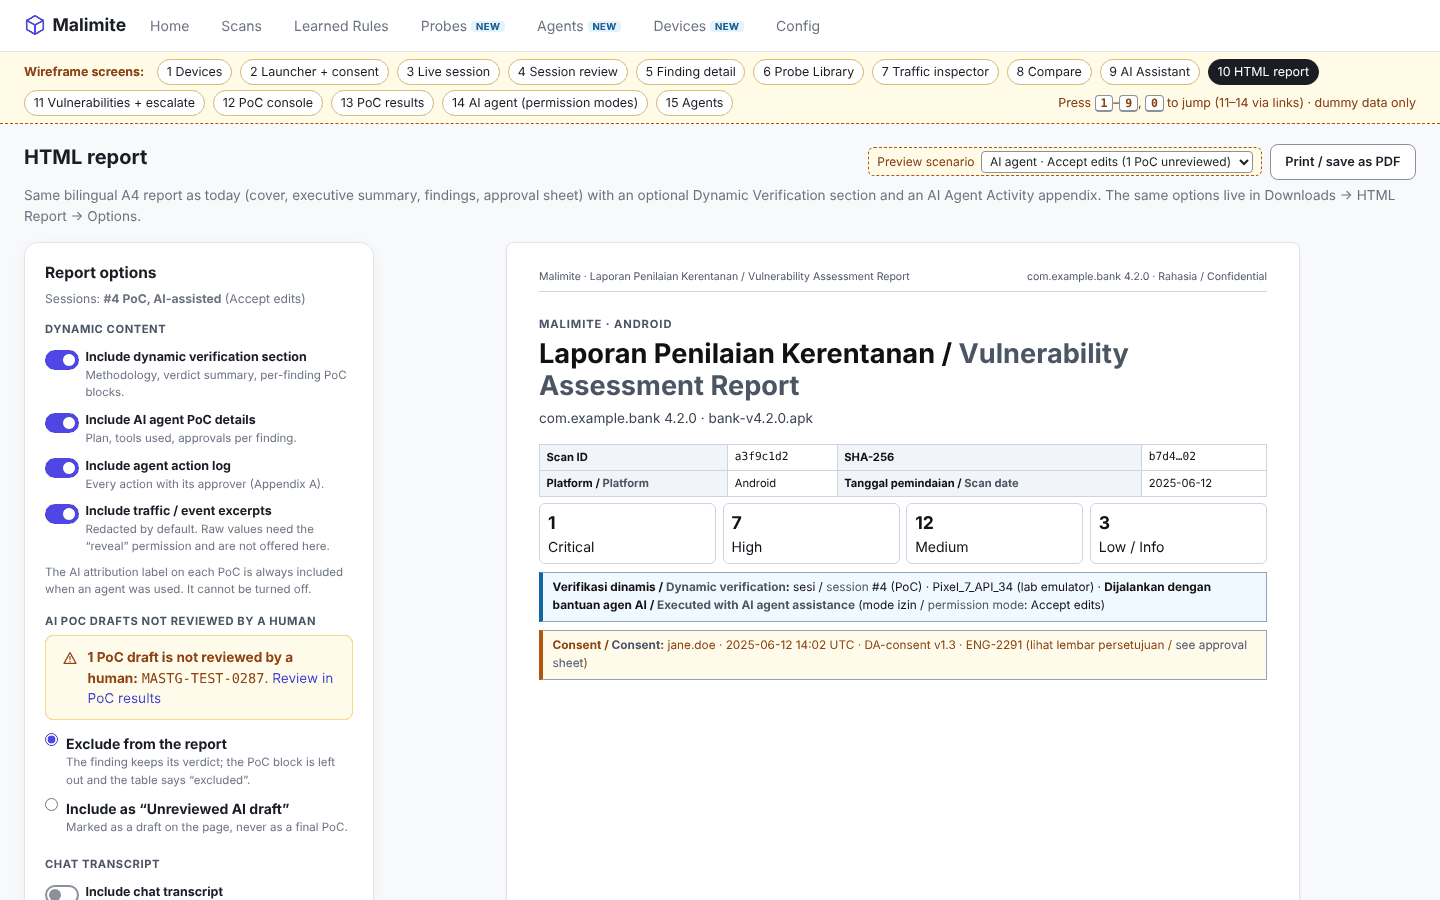 Malimite Home Scans Learned Rules Probes NEW Agents NEW Devices NEW Config
Wireframe screens: 1 Devices 2 Launcher + consent 3 Live session 4 Session review 5 Finding detail 6 Probe Library 7 Traffic inspector 8 Compare 9 AI Assistant 10 HTML report
11 Vulnerabilities + escalate 12 PoC console 13 PoC results 14 AI agent (permission modes) 15 Agents Press 1–9, 0 to jump (11–14 via links) · dummy data only
HTML report
Preview scenario AI agent · Accept edits (1 PoC unreviewed) Print / save as PDF
Same bilingual A4 report as today (cover, executive summary, findings, approval sheet) with an optional Dynamic Verification section and an AI Agent Activity appendix. The same options live in Downloads → HTML
Report → Options.
Report options
Sessions: #4 PoC, AI-assisted (Accept edits)
DYNAMIC CONTENT
Include dynamic verification section
Methodology, verdict summary, per-finding PoC
blocks.
Include AI agent PoC details
Plan, tools used, approvals per finding.
Include agent action log
Every action with its approver (Appendix A).
Include traffic / event excerpts
Redacted by default. Raw values need the
“reveal” permission and are not offered here.
The AI attribution label on each PoC is always included
when an agent was used. It cannot be turned off.
AI POC DRAFTS NOT REVIEWED BY A HUMAN
1 PoC draft is not reviewed by a
human: MASTG-TEST-0287. Review in
PoC results
Exclude from the report
The finding keeps its verdict; the PoC block is left
out and the table says “excluded”.
Include as “Unreviewed AI draft”
Marked as a draft on the page, never as a final PoC.
CHAT TRANSCRIPT
Include chat transcript
Malimite · Laporan Penilaian Kerentanan / Vulnerability Assessment Report com.example.bank 4.2.0 · Rahasia / Confidential
MALIMITE · ANDROID
Laporan Penilaian Kerentanan / Vulnerability
Assessment Report
com.example.bank 4.2.0 · bank-v4.2.0.apk
Scan ID a3f9c1d2 SHA-256 b7d4…02
Platform / Platform Android Tanggal pemindaian / Scan date 2025-06-12
1 7 12 3
Critical High Medium Low / Info
Verifikasi dinamis / Dynamic verification: sesi / session #4 (PoC) · Pixel_7_API_34 (lab emulator) · Dijalankan dengan
bantuan agen AI / Executed with AI agent assistance (mode izin / permission mode: Accept edits)
Consent / Consent: jane.doe · 2025-06-12 14:02 UTC · DA-consent v1.3 · ENG-2291 (lihat lembar persetujuan / see approval
sheet)